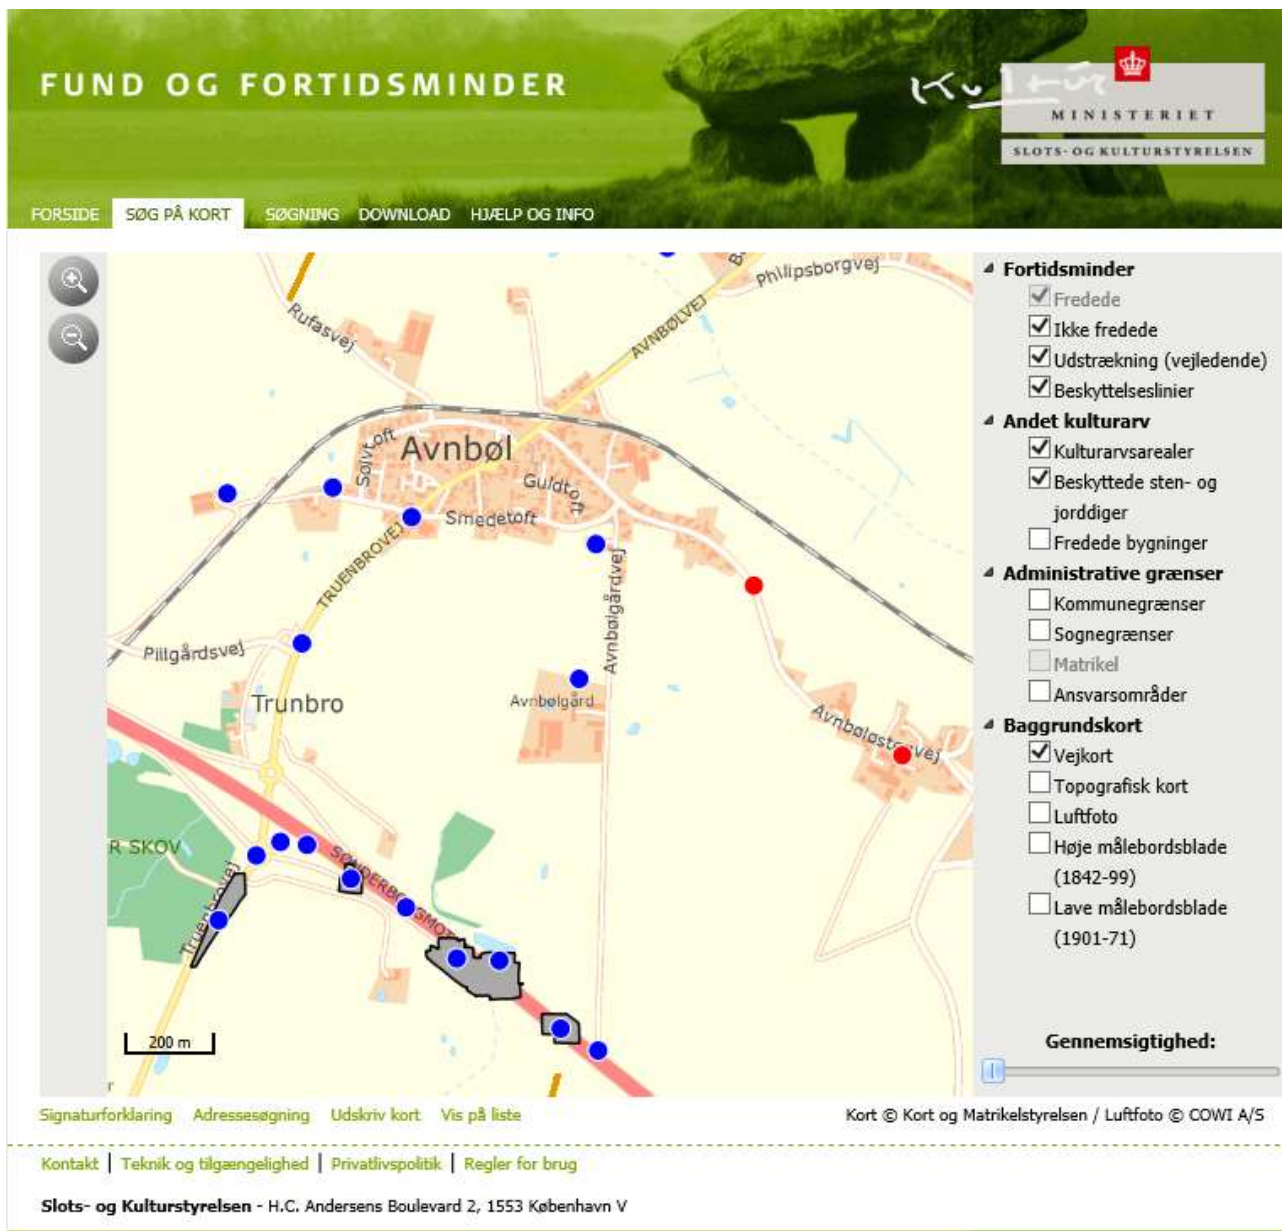 FUND OG FORTIDSMINDER
Kultur
MINISTERIET
SLOTS- OG KULTURSTYRELSEN
FORSIDE SØG PÅ KORT SØGNING DOWNLOAD HJÆLP OG INFO
Philipsborgvej
Rufasvej
AVNBØLVEJ
Avnbøl
Søivtoft
Guldtoft
Smedetoft
TRUENBROVEJ
Avnbølgårdvej
Pillgårdsvej
Trunbro
Avnbølgård
R SKOV
Truenbrovej
200 m
Fortidsminder
Fredede
Ikke fredede
Udstrækning (vejledende)
Beskyttelseslinier
Andet kulturarv
Kulturarvsarealer
Beskyttede sten- og
jorddiger
Fredede bygninger
Administrative grænser
Kommunegrænser
Sognegrænser
Matrikel
Ansvarsområder
Baggrundskort
Vejkort
Topografisk kort
Luftfoto
Høje målebordsblade
(1842-99)
Lave målebordsblade
(1901-71)
Gennemsigtighed:
Signaturforklaring Adressesøgning Udskriv kort Vis på liste
Kort © Kort og Matrikelstyrelsen / Luftfoto © COWI A/S
Kontakt | Teknik og tilgængelighed | Privatlivspolitik | Regler for brug
Slots- og Kulturstyrelsen - H.C. Andersens Boulevard 2, 1553 København V